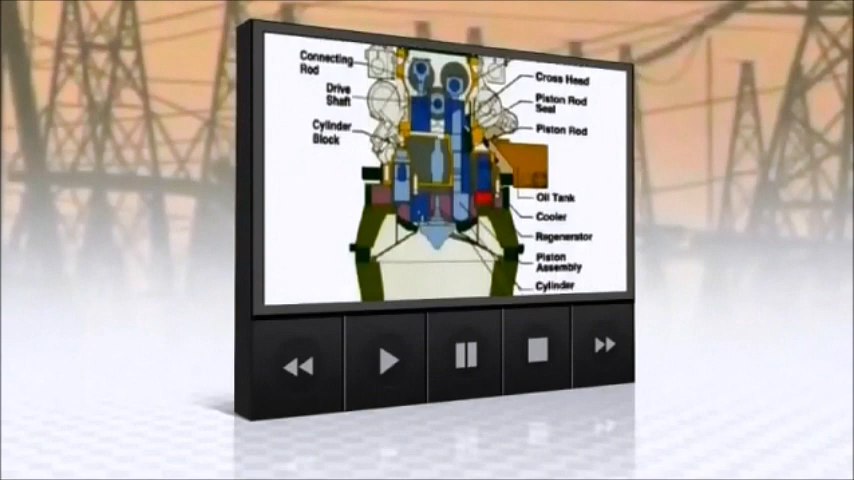 Connecting
Rod
Drive
Shaft
Cylinder
Block
Cross Head
Piston Rod
Seal
Piston Rod
Oil Tank
Cooler
Regenerator
Piston
Assembly
Cylinder